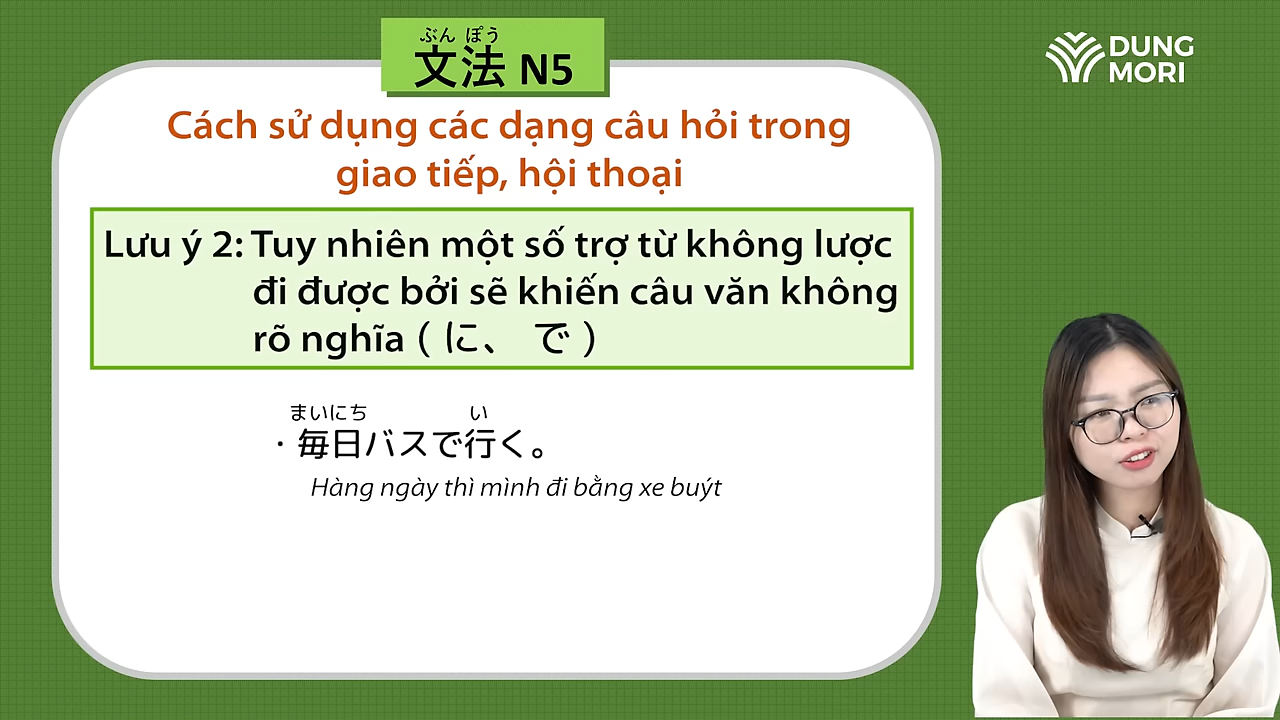 ぶん ぽう
文法 N5
DUNG
MORI
Cách sử dụng các dạng câu hỏi trong
giao tiếp, hội thoại
Lưu ý 2: Tuy nhiên một số trợ từ không lược
đi được bởi sẽ khiến câu văn không
rõ nghĩa ( に、 で )
まいにち い
・毎日バスで行く。
Hàng ngày thì mình đi bằng xe buýt